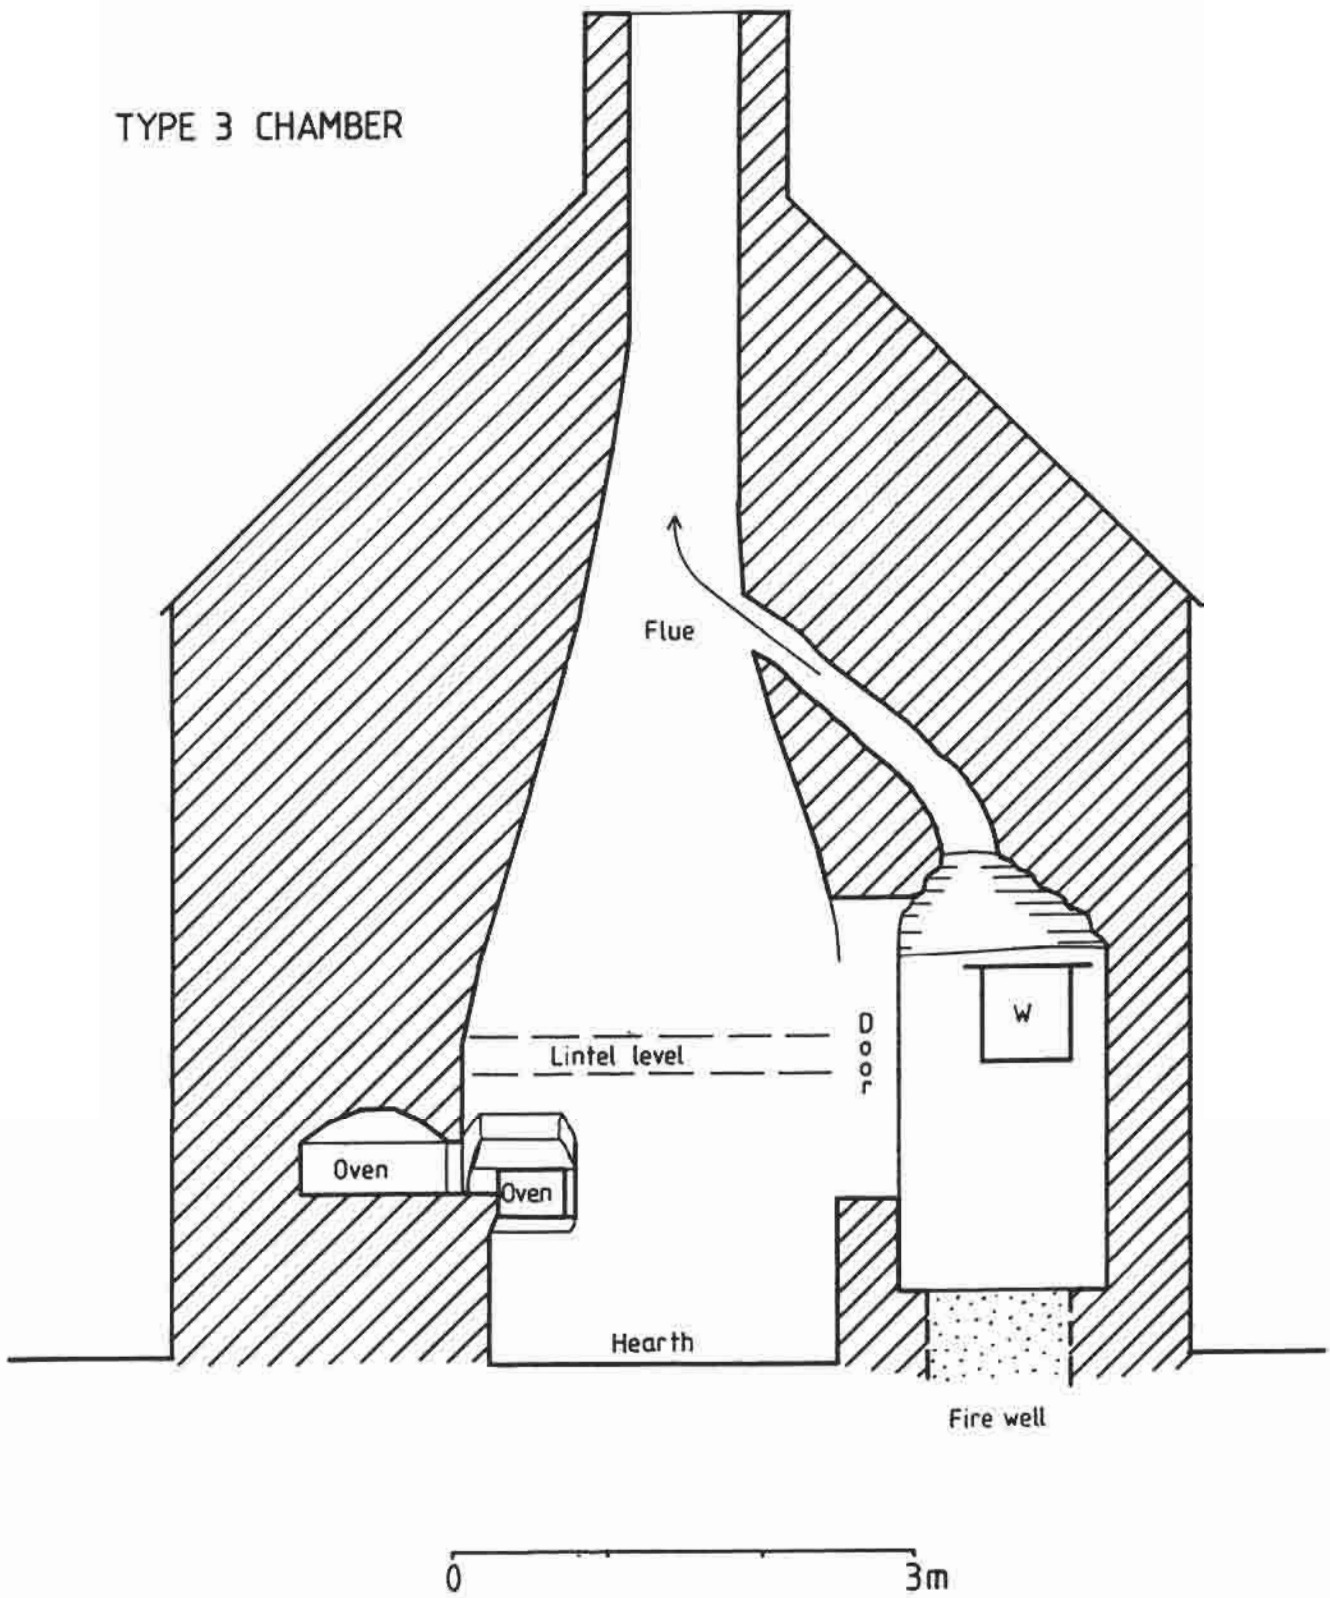 TYPE 3 CHAMBER
Flue
W
Door
Lintel level
Oven
Oven
Hearth
Fire well
0
3m